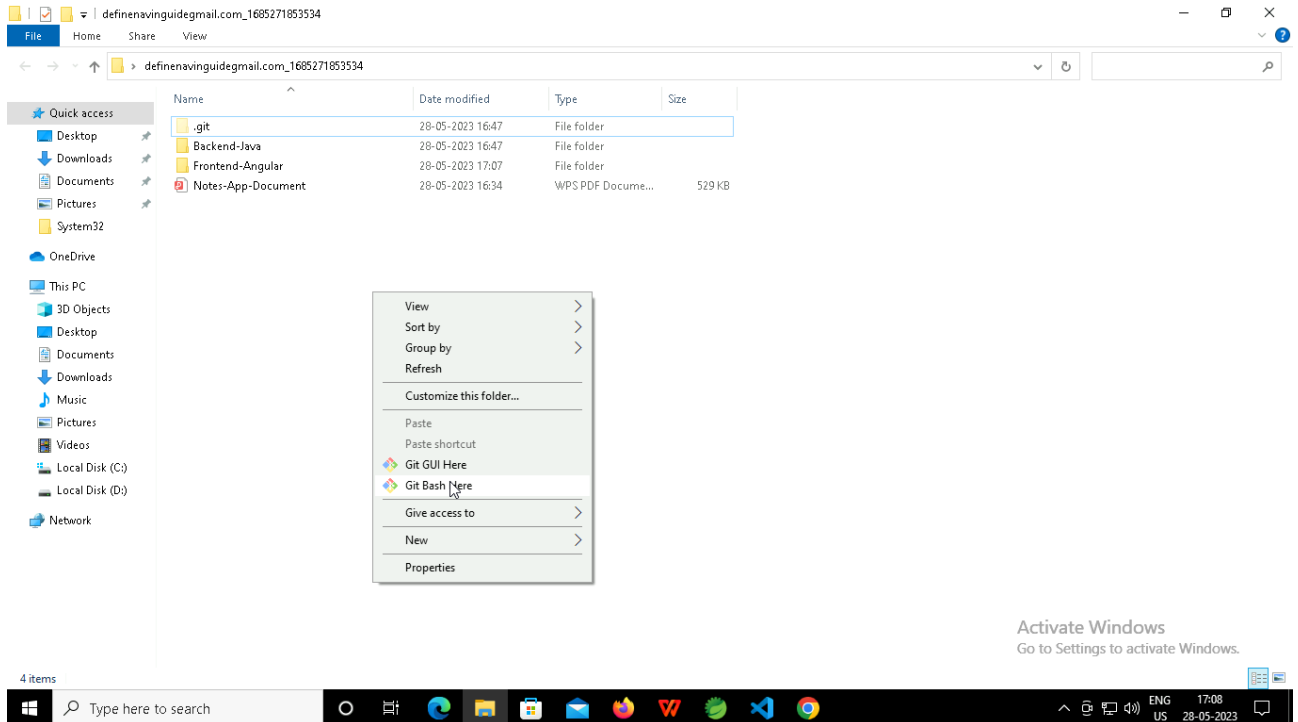 definenavinguidegmail.com_1685271853534
File Home Share View
definenavinguidegmail.com_1685271853534
Name Date modified Type Size
Quick access
Desktop
Downloads
Documents
Pictures
System32
OneDrive
This PC
3D Objects
Desktop
Documents
Downloads
Music
Pictures
Videos
Local Disk (C:)
Local Disk (D:)
Network
.git 28-05-2023 16:47 File folder
Backend-Java 28-05-2023 16:47 File folder
Frontend-Angular 28-05-2023 17:07 File folder
Notes-App-Document 28-05-2023 16:34 WPS PDF Docume... 529 KB
View
Sort by
Group by
Refresh
Customize this folder...
Paste
Paste shortcut
Git GUI Here
Git Bash Here
Give access to
New
Properties
Activate Windows
Go to Settings to activate Windows.
4 items
Type here to search
ENG
US
17:08
28-05-2023